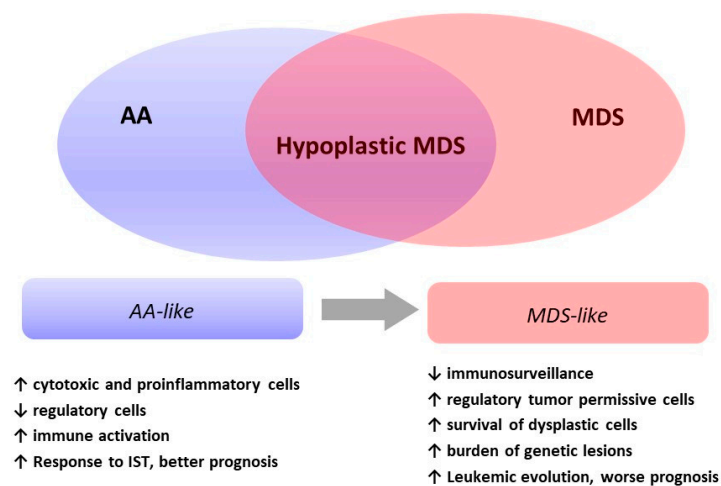 AA
MDS
Hypoplastic MDS
AA-like
MDS-like
↑ cytotoxic and proinflammatory cells
↓ regulatory cells
↑ immune activation
↑ Response to IST, better prognosis
↓ immunosurveillance
↑ regulatory tumor permissive cells
↑ survival of dysplastic cells
↑ burden of genetic lesions
↑ Leukemic evolution, worse prognosis